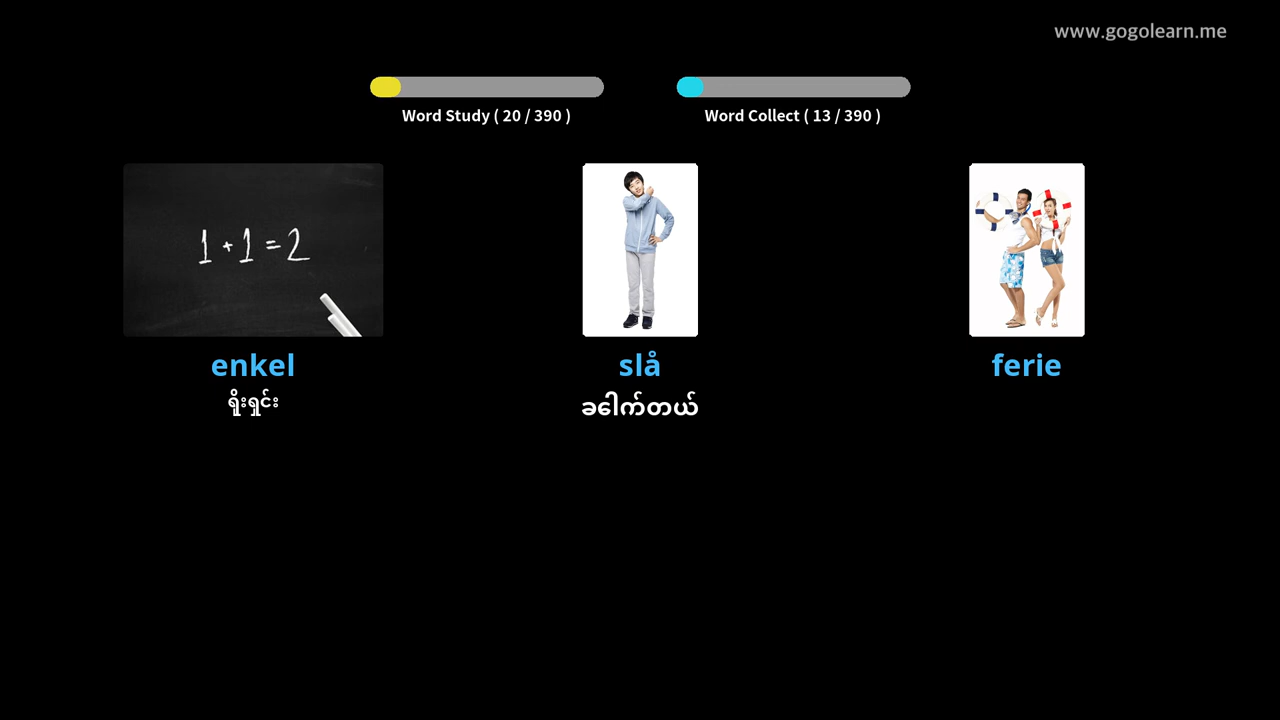 www.gogolearn.me
Word Study ( 20 / 390 )
Word Collect ( 13 / 390 )
1 + 1 = 2
enkel
slå
ferie
ရိုးရှင်း
ခေါက်တယ်